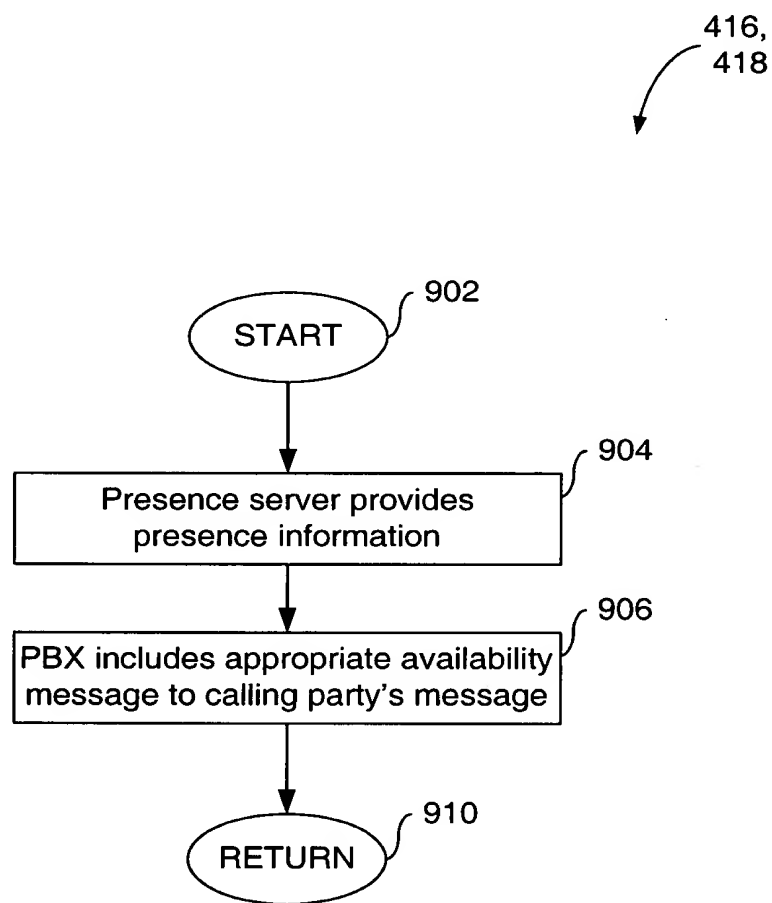 416,
418
902
START
904
Presence server provides
presence information
906
PBX includes appropriate availability
message to calling party's message
910
RETURN